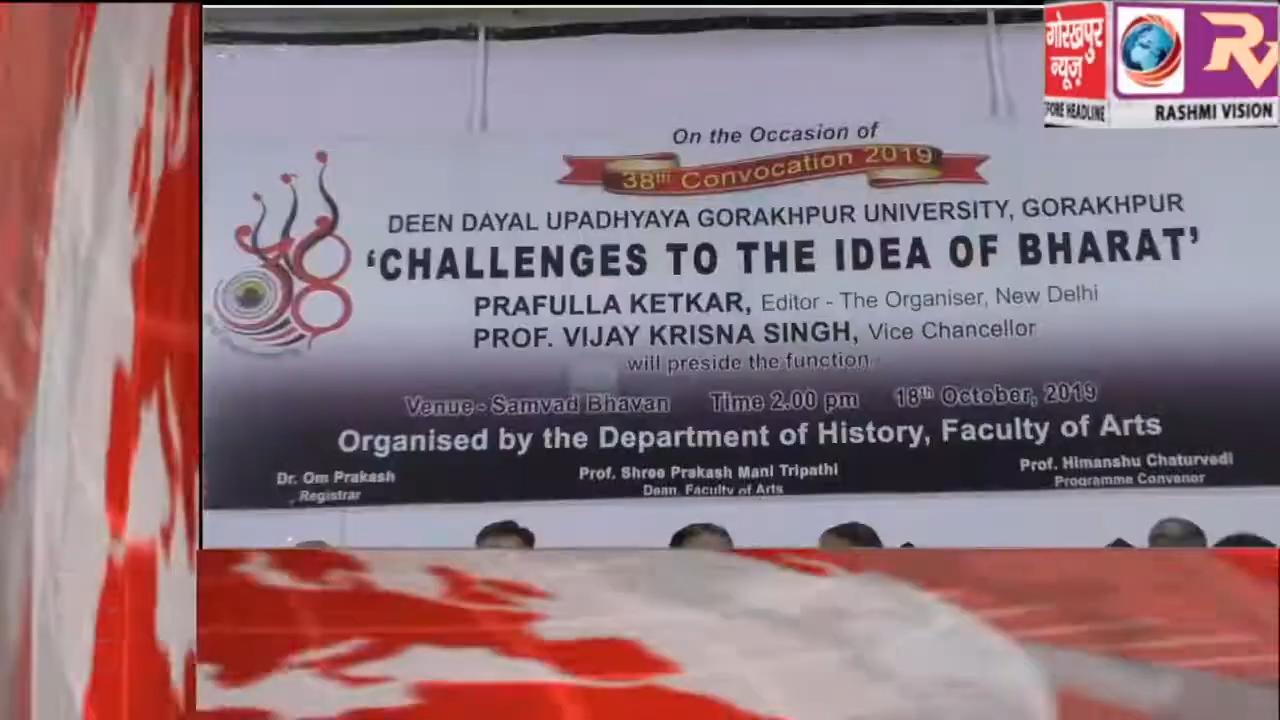 गोरखपुर
न्यूज़
FORE HEADLINE
RV
RASHMI VISION
On the Occasion of
38th Convocation 2019
DEEN DAYAL UPADHYAYA GORAKHPUR UNIVERSITY, GORAKHPUR
'CHALLENGES TO THE IDEA OF BHARAT'
PRAFULLA KETKAR, Editor - The Organiser, New Delhi
PROF. VIJAY KRISNA SINGH, Vice Chancellor
will preside the function
Venue - Samvad Bhavan Time 2.00 pm 18th October, 2019
Organised by the Department of History, Faculty of Arts
Dr. Om Prakash
Registrar
Prof. Shree Prakash Mani Tripathi
Dean, Faculty of Arts
Prof. Himanshu Chaturvedi
Programme Convenor